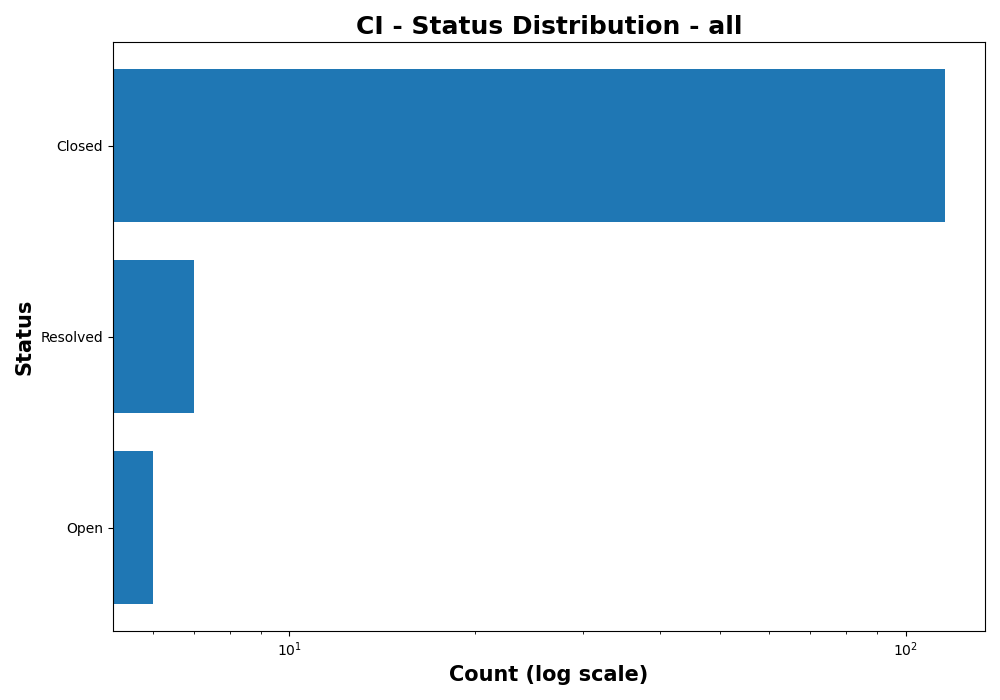 CI - Status Distribution - all
Closed
Resolved
Open
Status
10¹
10²
Count (log scale)